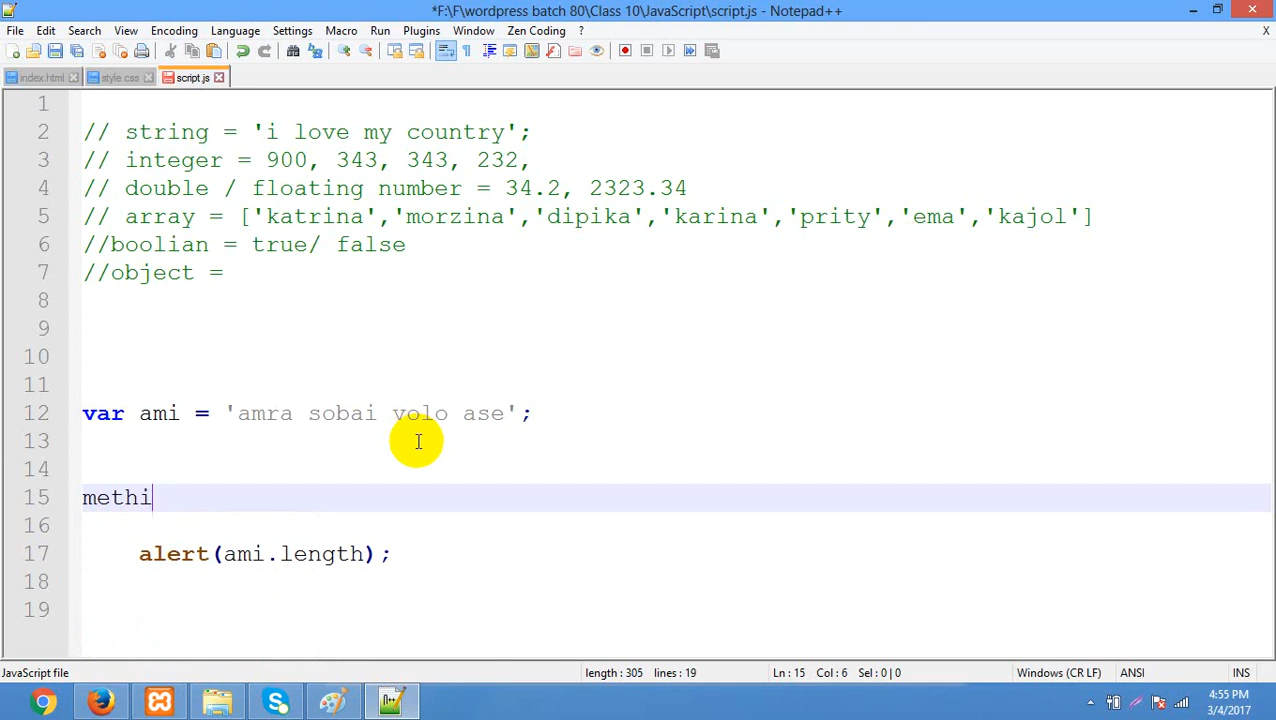 *F:\F\wordpress batch 80\Class 10\JavaScript\script.js - Notepad++
File Edit Search View Encoding Language Settings Macro Run Plugins Window Zen Coding ? X
index.html style.css script.js
1
2 // string = 'i love my country';
3 // integer = 900, 343, 343, 232,
4 // double / floating number = 34.2, 2323.34
5 // array = ['katrina','morzina','dipika','karina','prity','ema','kajol']
6 //boolian = true/ false
7 //object =
8
9
10
11
12 var ami = 'amra sobai volo ase';
13
14
15 methi
16
17 alert(ami.length);
18
19
JavaScript file length : 305 lines : 19 Ln : 15 Col : 6 Sel : 0 | 0 Windows (CR LF) ANSI INS
4:55 PM
3/4/2017